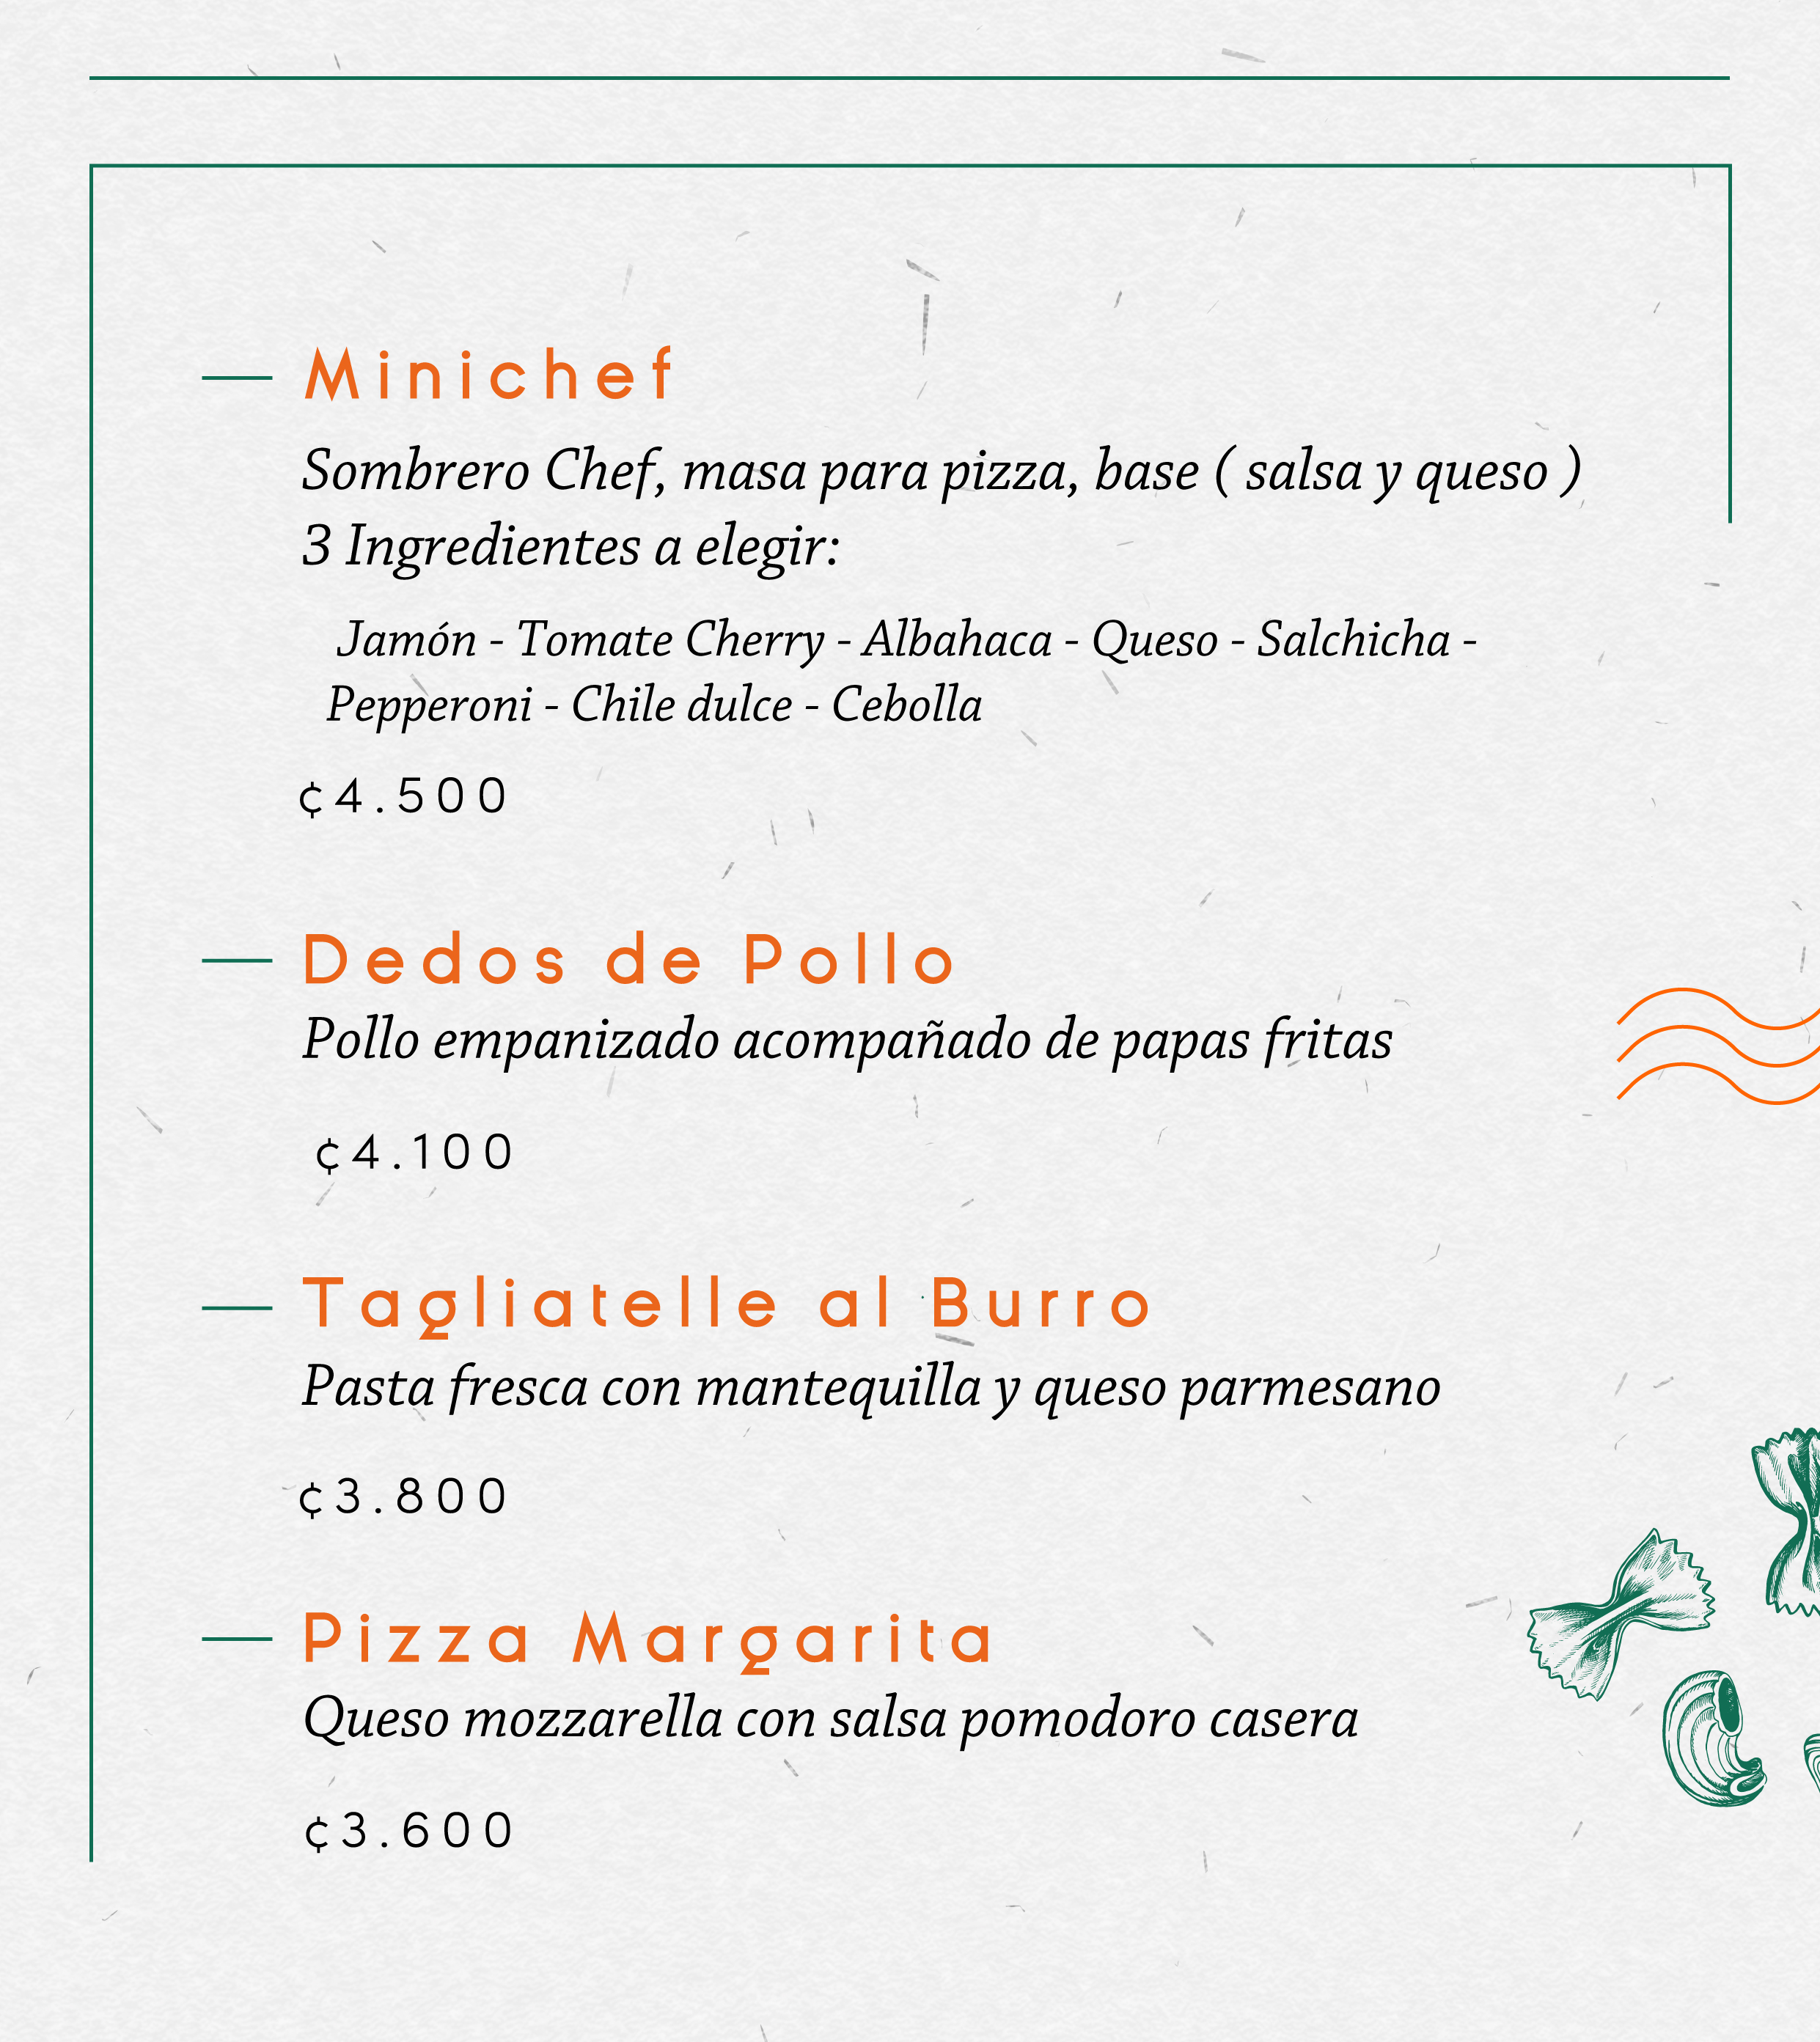 Minichef
Sombrero Chef, masa para pizza, base ( salsa y queso )
3 Ingredientes a elegir:
Jamón - Tomate Cherry - Albahaca - Queso - Salchicha -
Pepperoni - Chile dulce - Cebolla
¢4.500
Dedos de Pollo
Pollo empanizado acompañado de papas fritas
¢4.100
Tagliatelle al Burro
Pasta fresca con mantequilla y queso parmesano
¢3.800
Pizza Margarita
Queso mozzarella con salsa pomodoro casera
¢3.600